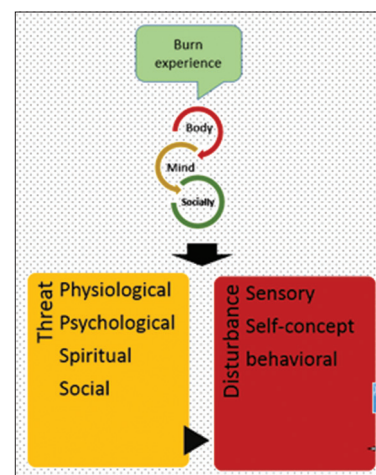 Burn
experience
Body
Mind
Socially
Threat
Physiological
Psychological
Spiritual
Social
Disturbance
Sensory
Self-concept
behavioral